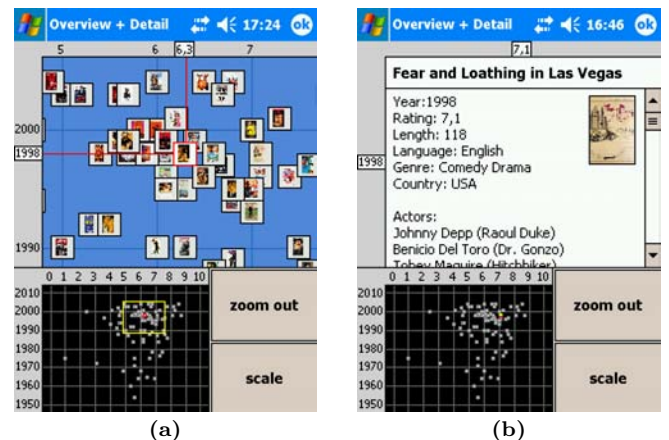 Overview + Detail 17:24 ok
5 6 6,3 7
2000
1998
1990
0 1 2 3 4 5 6 7 8 9 10
2010
2000
1990
1980
1970
1960
1950
zoom out
scale
(a)
Overview + Detail 16:46 ok
7,1
1998
Fear and Loathing in Las Vegas
Year:1998
Rating: 7,1
Length: 118
Language: English
Genre: Comedy Drama
Country: USA
Actors:
Johnny Depp (Raoul Duke)
Benicio Del Toro (Dr. Gonzo)
Tobey Maguire (Hitchhiker)
0 1 2 3 4 5 6 7 8 9 10
2010
2000
1990
1980
1970
1960
1950
zoom out
scale
(b)